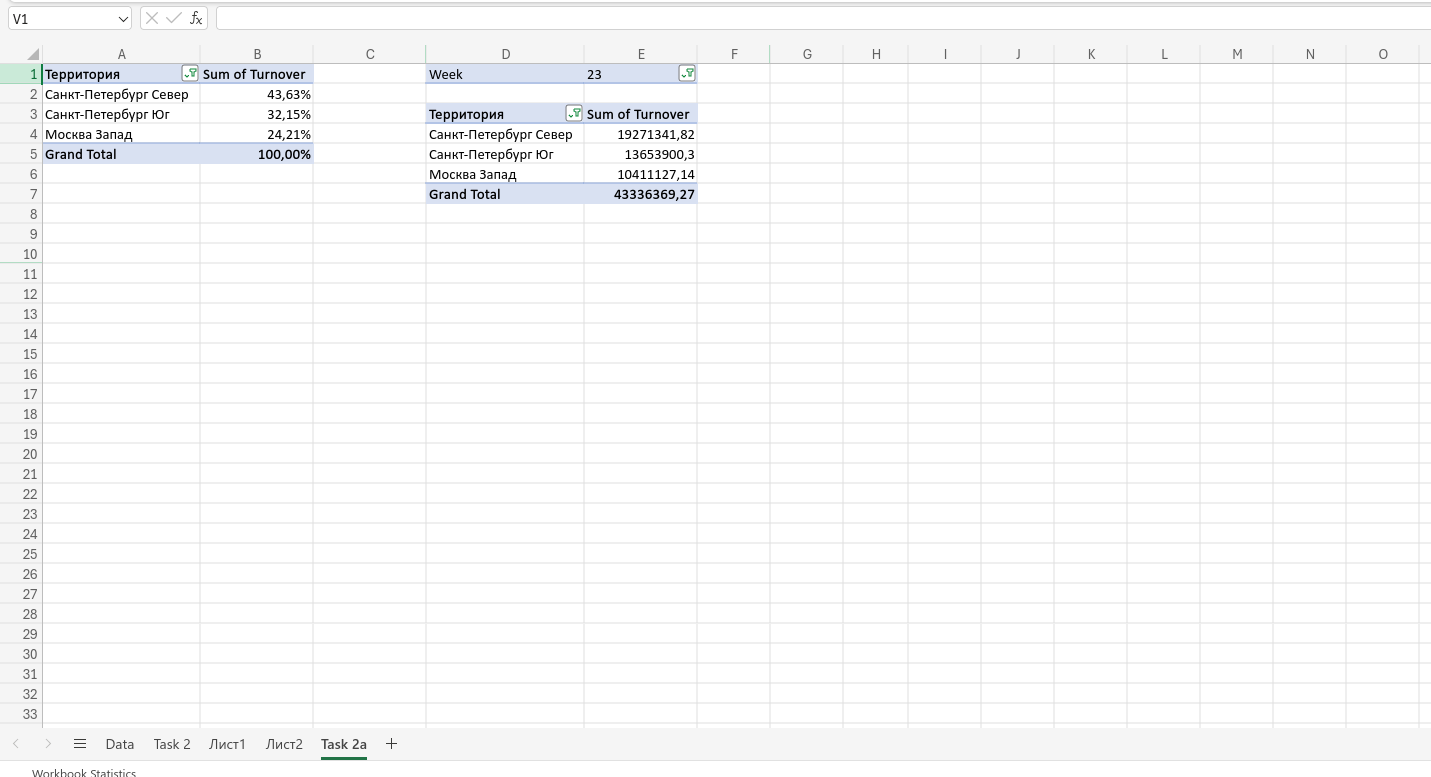 V1 fx
A B C D E F G H I J K L M N O
1 Территория Sum of Turnover Week 23
2 Санкт-Петербург Север 43,63%
3 Санкт-Петербург Юг 32,15% Территория Sum of Turnover
4 Москва Запад 24,21% Санкт-Петербург Север 19271341,82
5 Grand Total 100,00% Санкт-Петербург Юг 13653900,3
6 Москва Запад 10411127,14
7 Grand Total 43336369,27
8
9
10
11
12
13
14
15
16
17
18
19
20
21
22
23
24
25
26
27
28
29
30
31
32
33
Data Task 2 Лист1 Лист2 Task 2a
Workbook Statistics